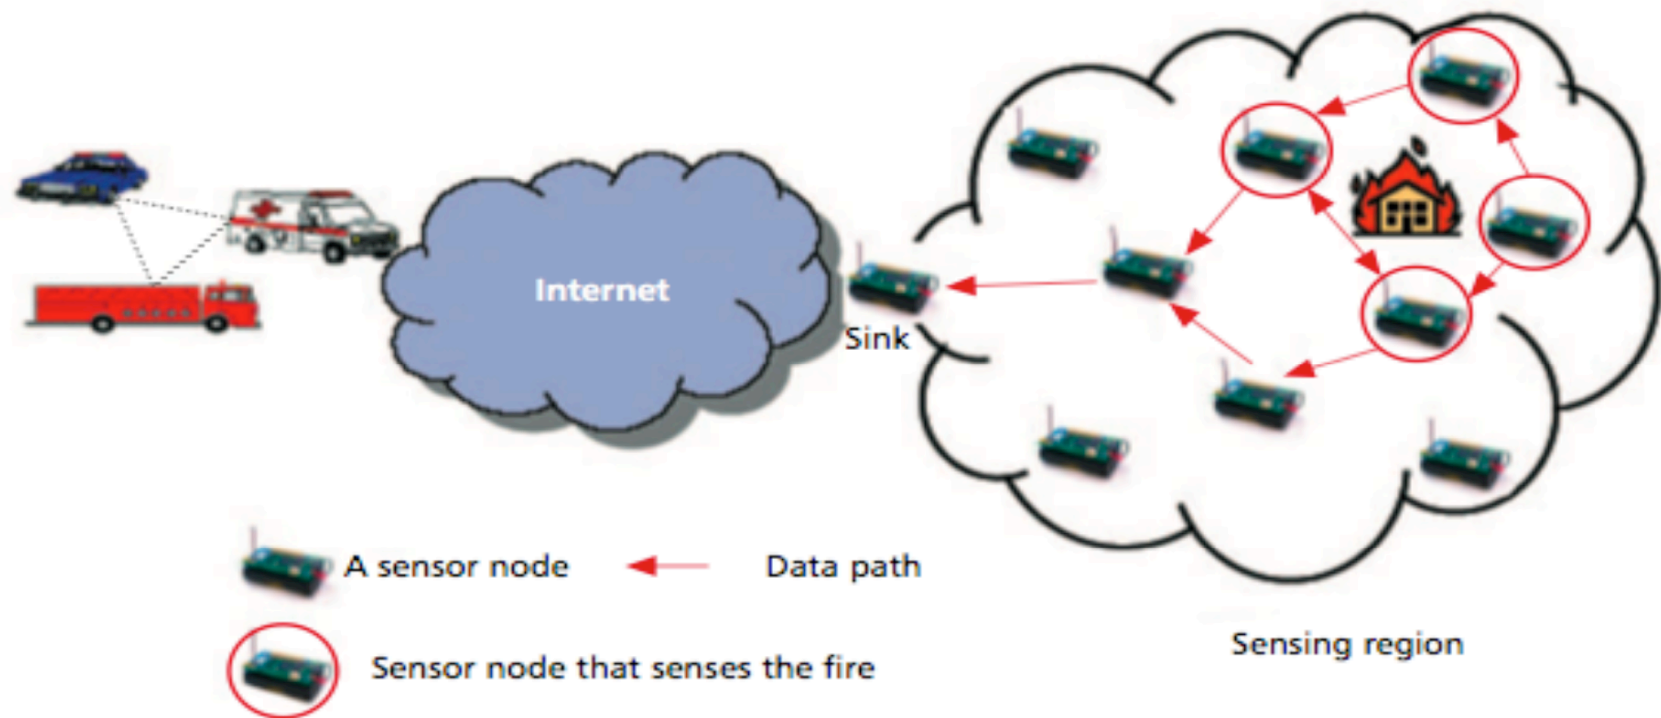 Internet
Sink
A sensor node
Data path
Sensor node that senses the fire
Sensing region